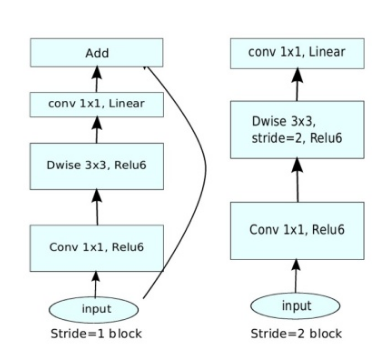 Add
conv 1x1, Linear
Dwise 3x3, Relu6
Conv 1x1, Relu6
input
Stride=1 block
conv 1x1, Linear
Dwise 3x3,
stride=2, Relu6
Conv 1x1, Relu6
input
Stride=2 block